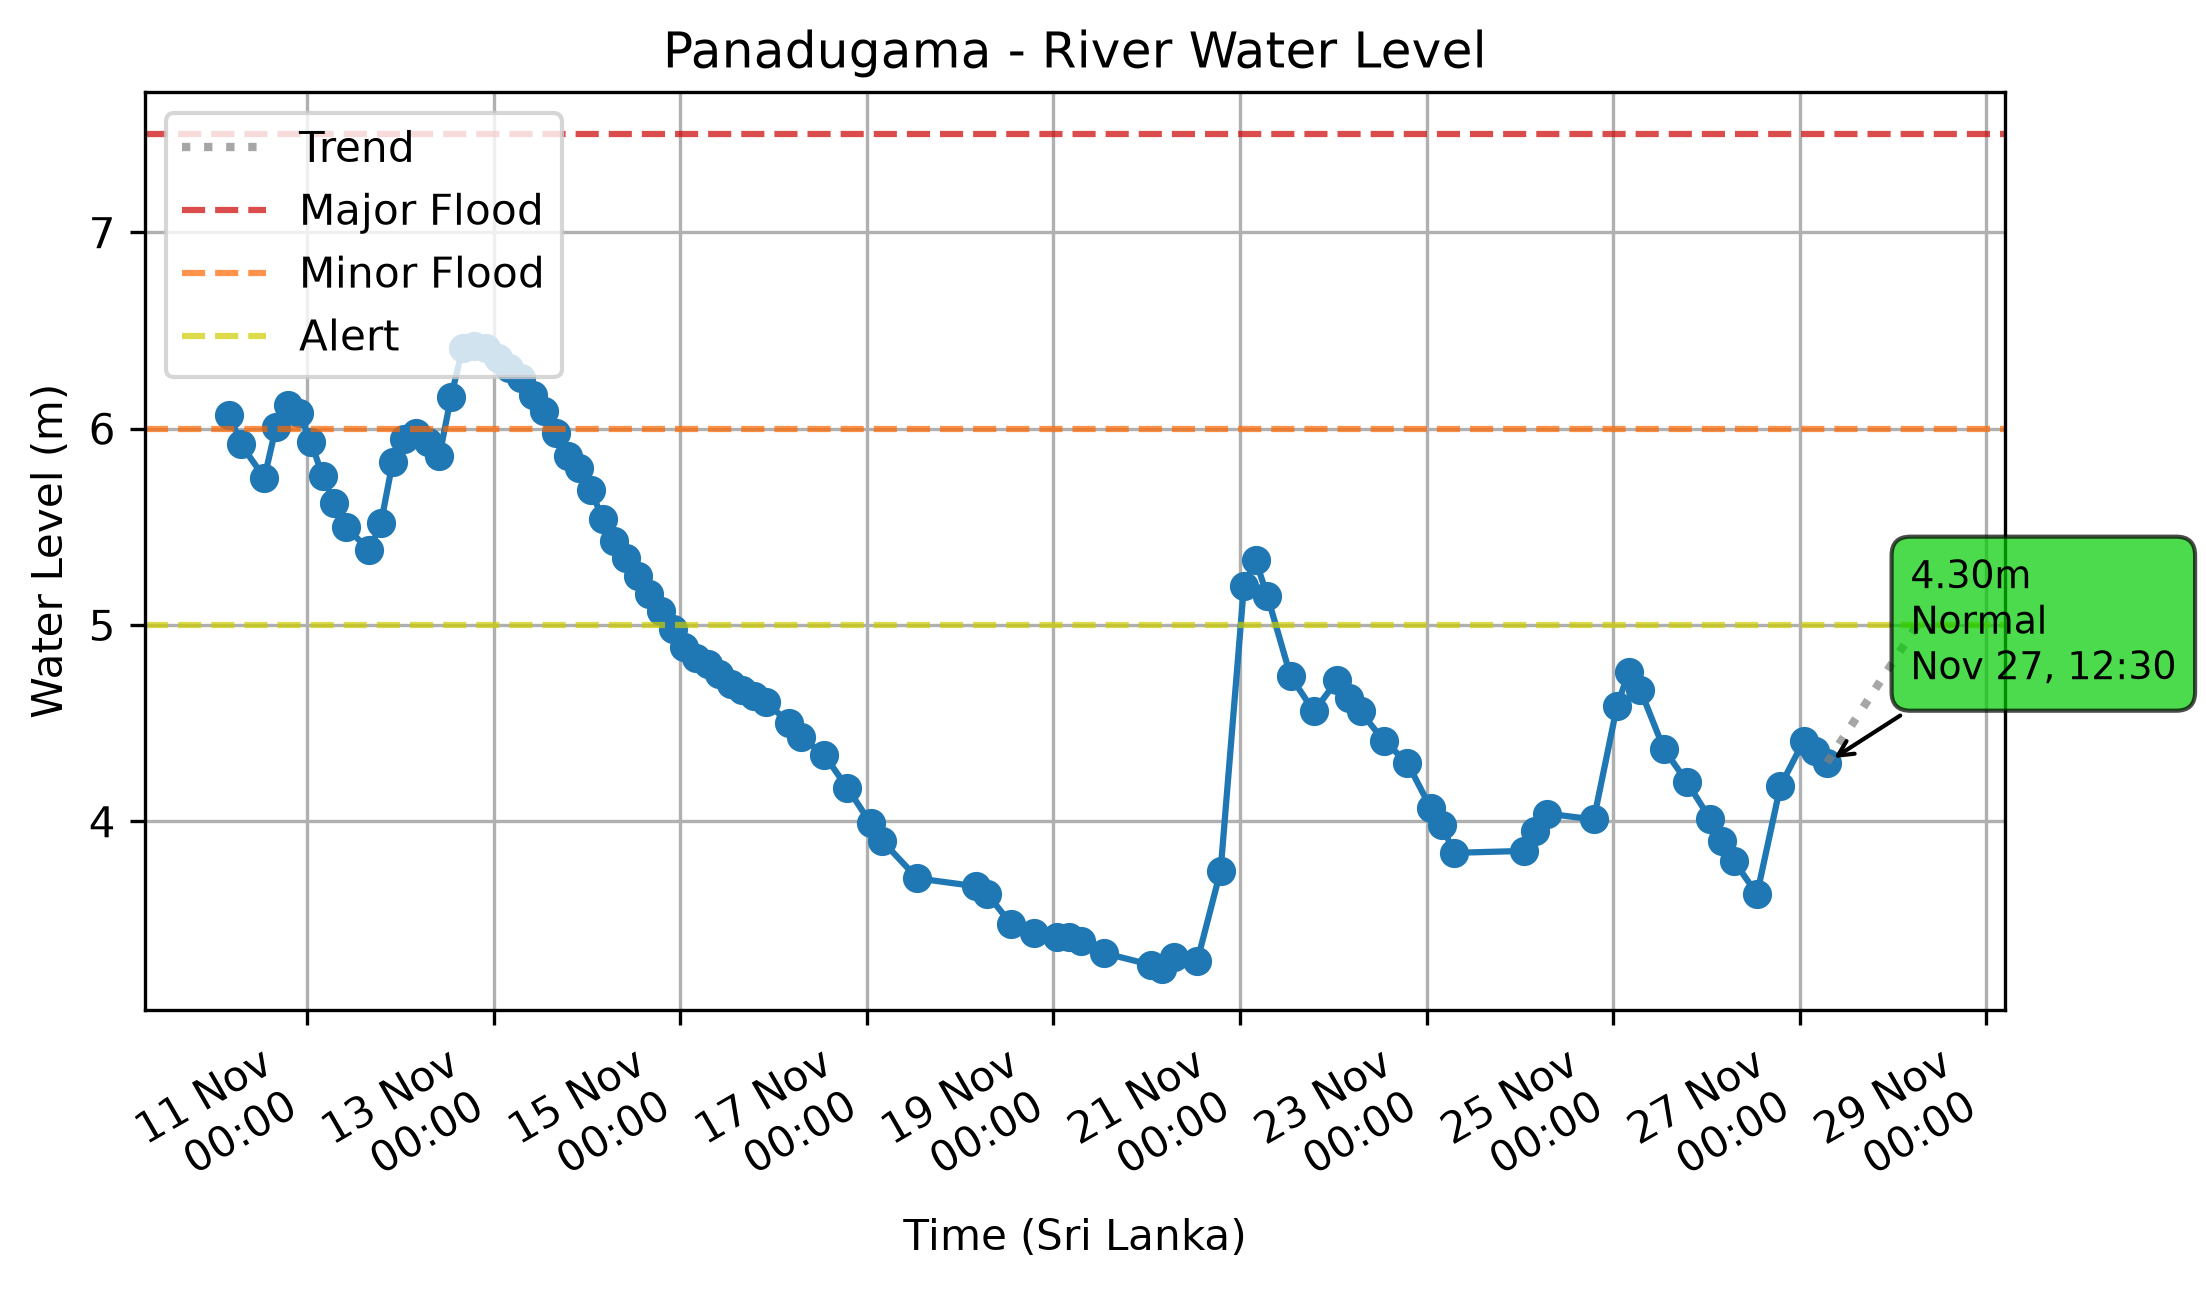 Panadugama - River Water Level
Trend
Major Flood
Minor Flood
Alert
7
6
5
4
Water Level (m)
4.30m
Normal
Nov 27, 12:30
11 Nov
00:00
13 Nov
00:00
15 Nov
00:00
17 Nov
00:00
19 Nov
00:00
21 Nov
00:00
23 Nov
00:00
25 Nov
00:00
27 Nov
00:00
29 Nov
00:00
Time (Sri Lanka)